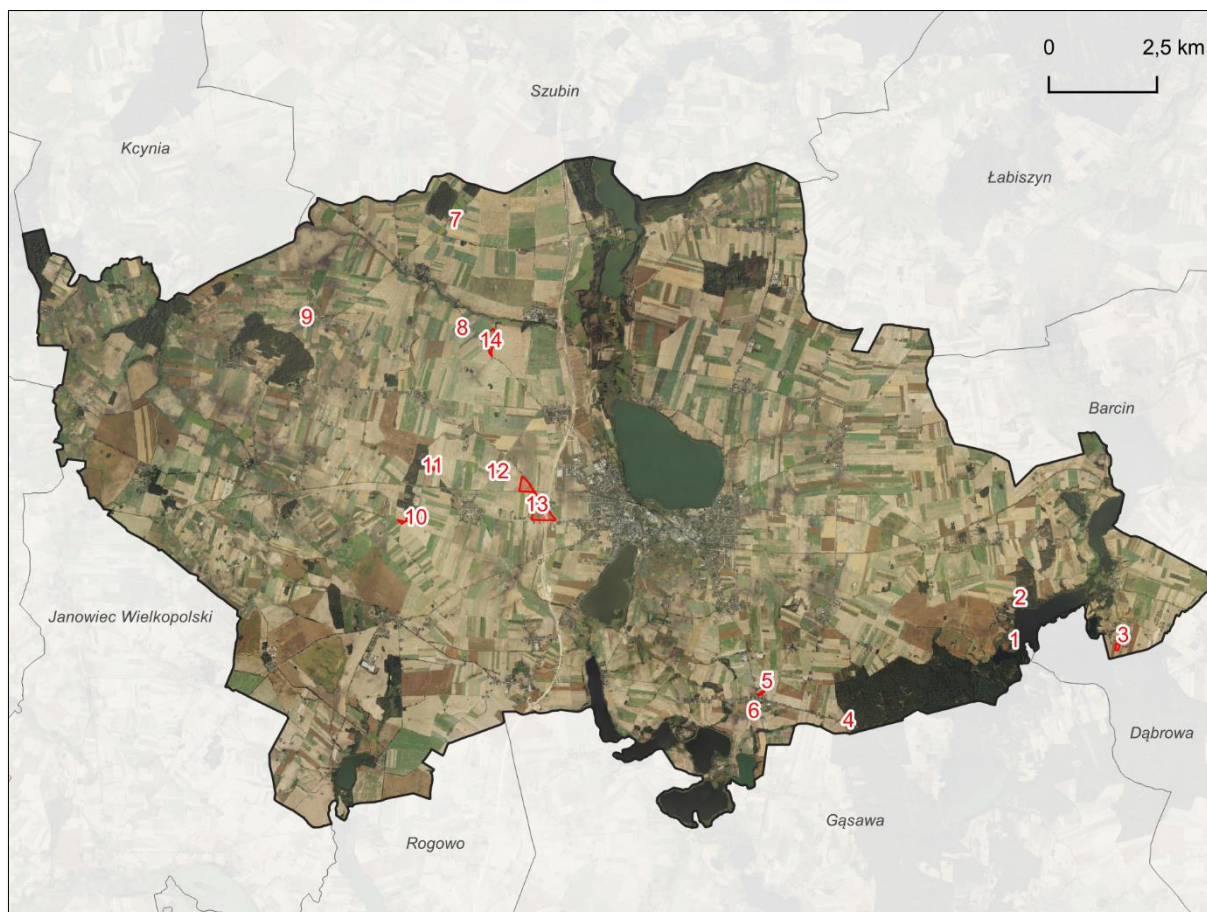 0 2,5 km
Szubin
Kcynia
Łabiszyn
7
9
8
14
Barcin
11
12
13
10
Janowiec Wielkopolski
2
1
3
5
6
4
Dąbrowa
Gąsawa
Rogowo